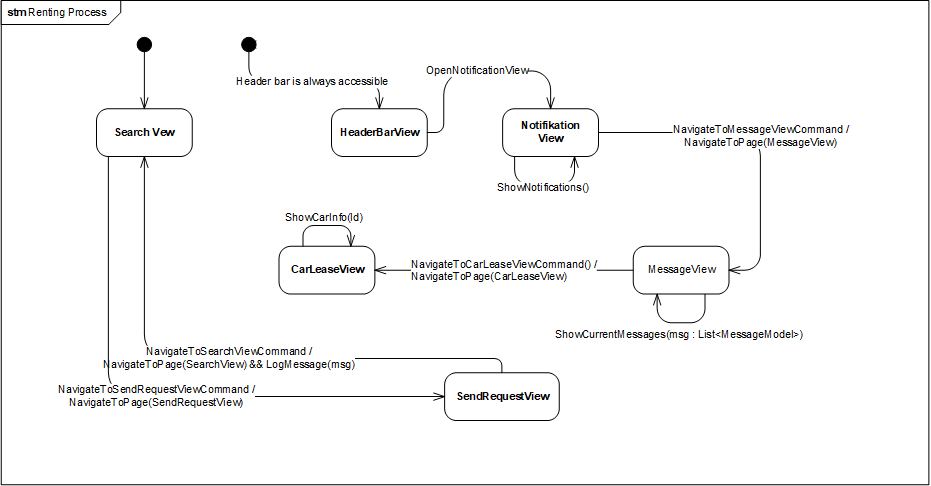 stm Renting Process
Header bar is always accessible
OpenNotificationView
Search Vew
HeaderBarView
Notifikation
View
NavigateToMessageViewCommand /
NavigateToPage(MessageView)
ShowNotifications()
ShowCarInfo(Id)
CarLeaseView
NavigateToCarLeaseViewCommand() /
NavigateToPage(CarLeaseView)
MessageView
ShowCurrentMessages(msg : List<MessageModel>)
NavigateToSearchViewCommand /
NavigateToPage(SearchView) && LogMessage(msg)
NavigateToSendRequestViewCommand /
NavigateToPage(SendRequestView)
SendRequestView